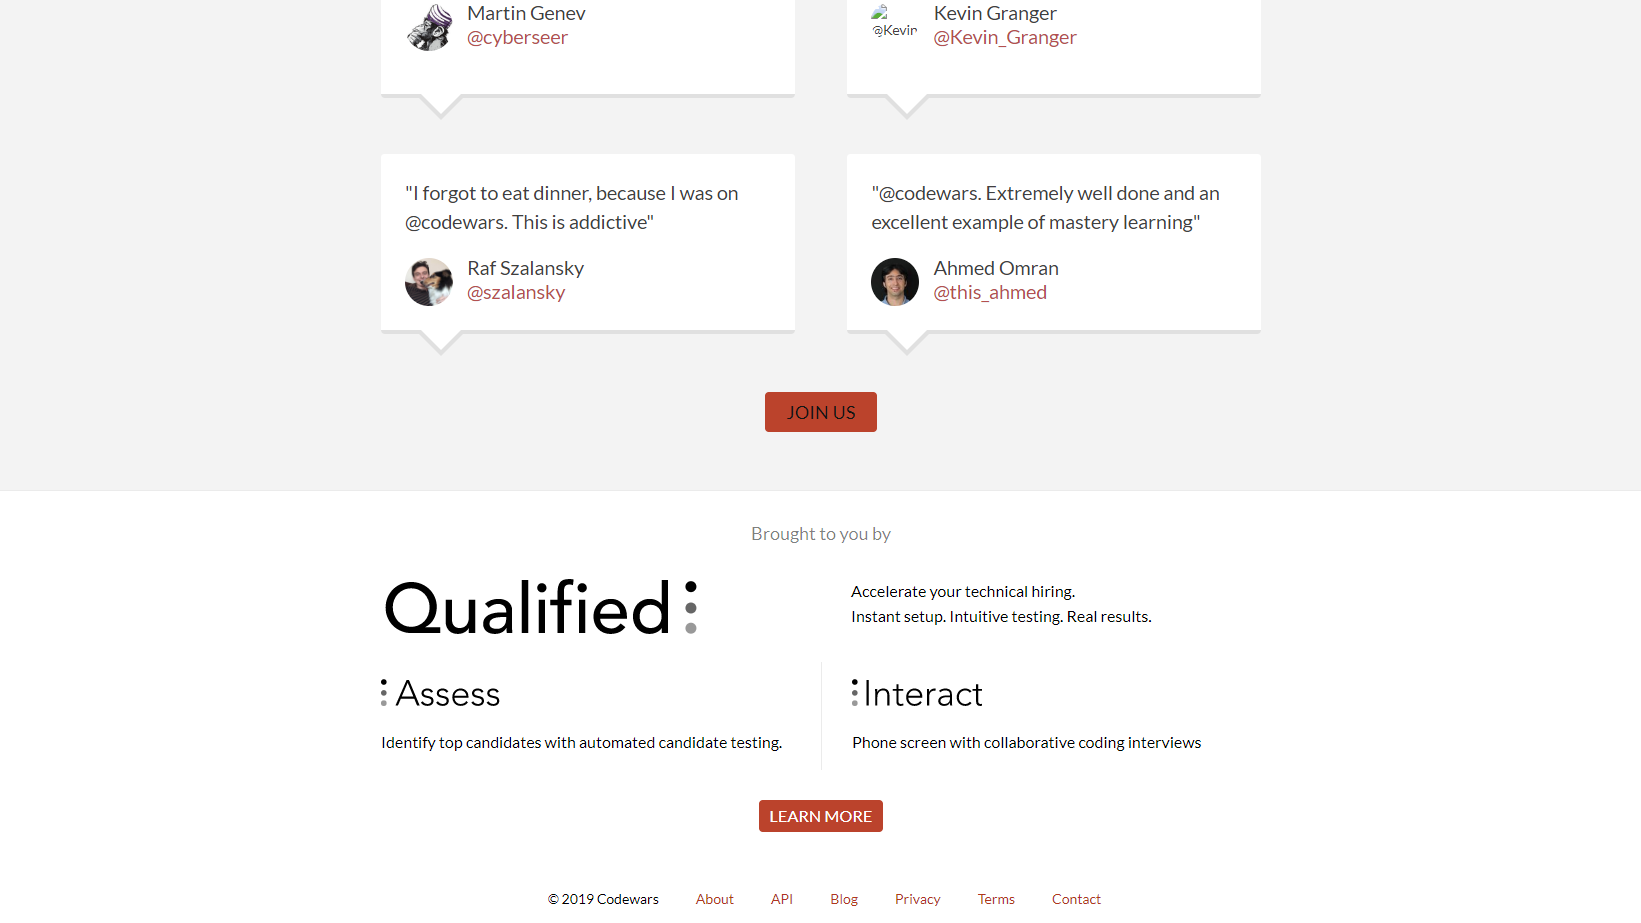 Martin Genev
@cyberseer
Kevin Granger
@Kevin_Granger
@Kevin
"I forgot to eat dinner, because I was on
@codewars. This is addictive"
Raf Szalansky
@szalansky
"@codewars. Extremely well done and an
excellent example of mastery learning"
Ahmed Omran
@this_ahmed
JOIN US
Brought to you by
Qualified
Accelerate your technical hiring.
Instant setup. Intuitive testing. Real results.
Assess
Identify top candidates with automated candidate testing.
Interact
Phone screen with collaborative coding interviews
LEARN MORE
© 2019 Codewars About API Blog Privacy Terms Contact